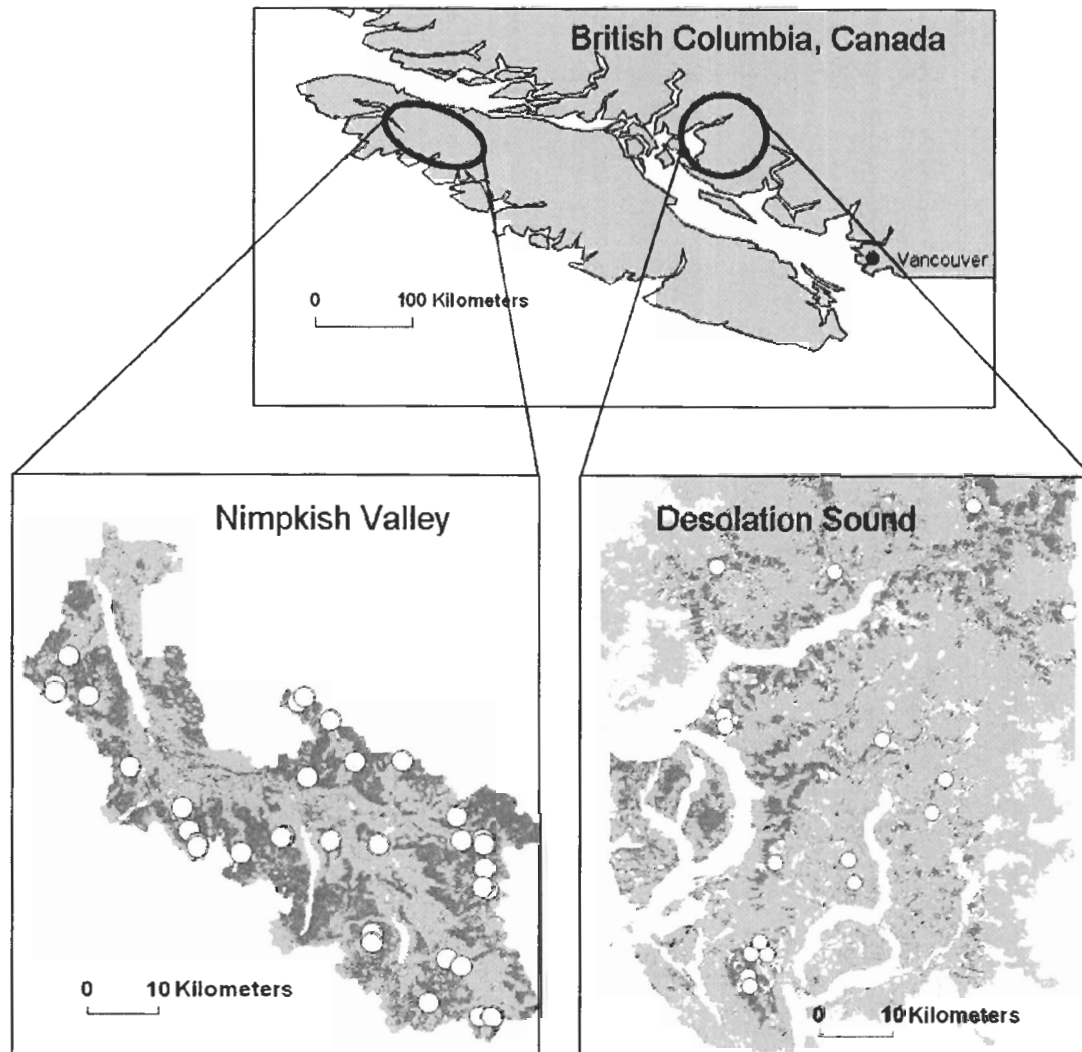 British Columbia, Canada
Vancouver
0 100 Kilometers
Nimpkish Valley
Desolation Sound
0 10 Kilometers
0 10 Kilometers